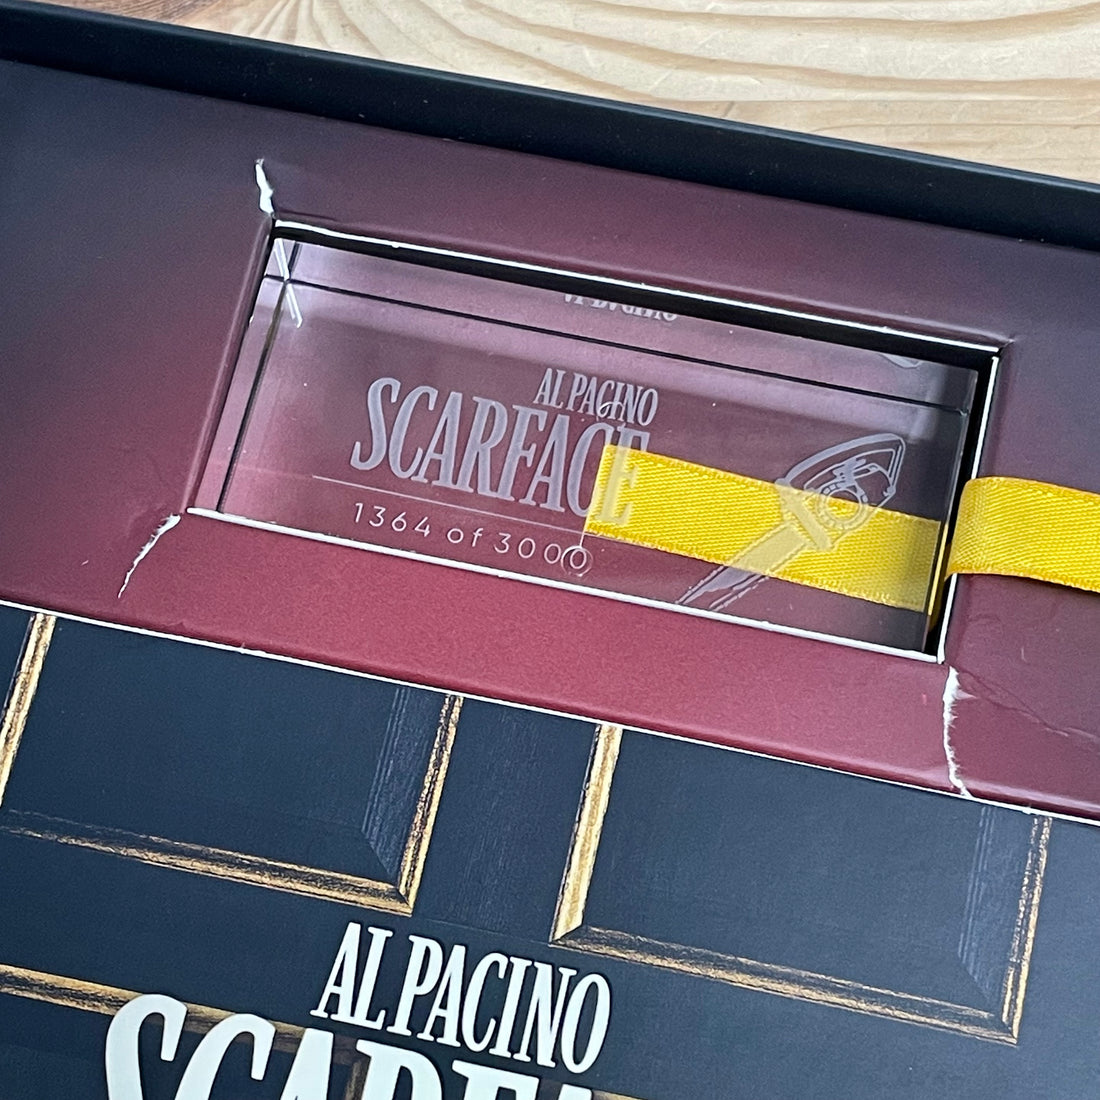 AL PACINO
SCARFACE
1364 of 3000
AL PACINO